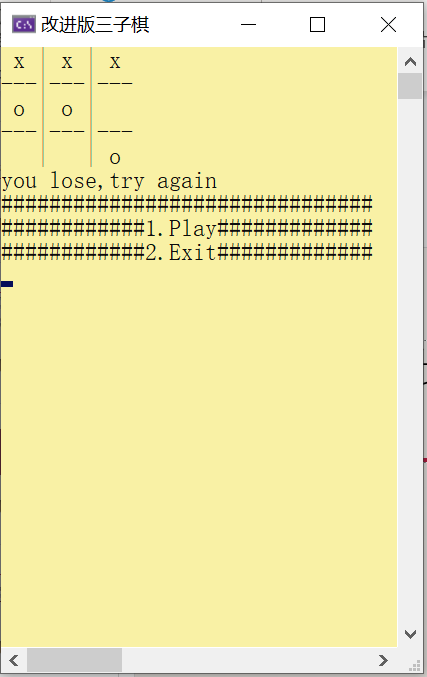 改进版三子棋
x x x
--- --- ---
o o
--- --- ---
o
you lose,try again
###############################
############1.Play#############
############2.Exit#############